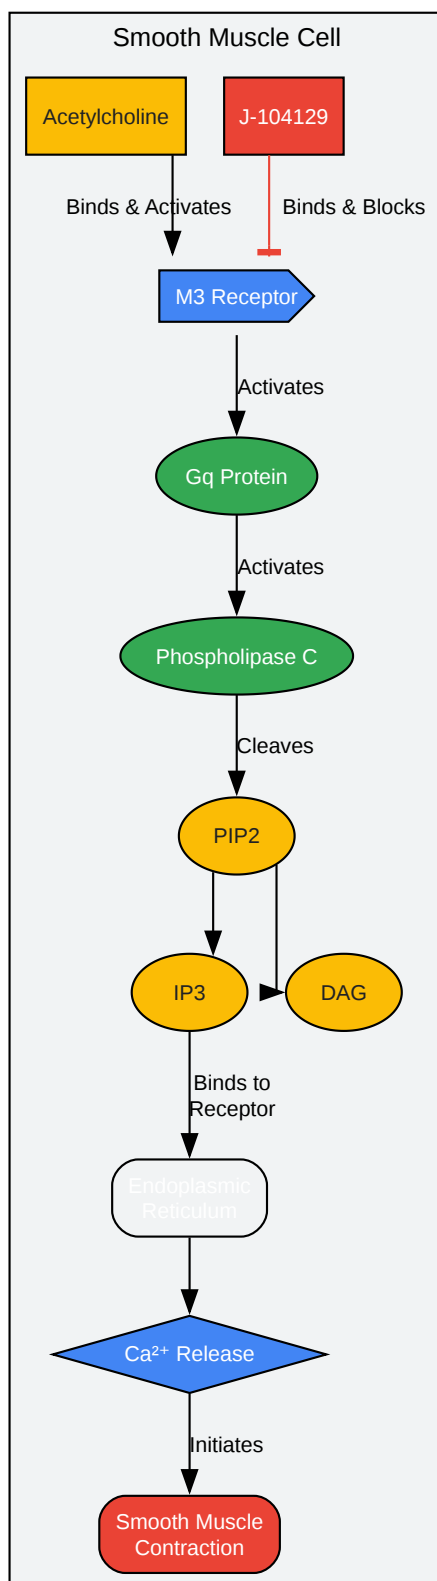 Smooth Muscle Cell
Acetylcholine
J-104129
Binds & Activates
Binds & Blocks
M3 Receptor
Activates
Gq Protein
Activates
Phospholipase C
Cleaves
PIP2
IP3
DAG
Binds to
Receptor
Endoplasmic
Reticulum
Ca²⁺ Release
Initiates
Smooth Muscle
Contraction